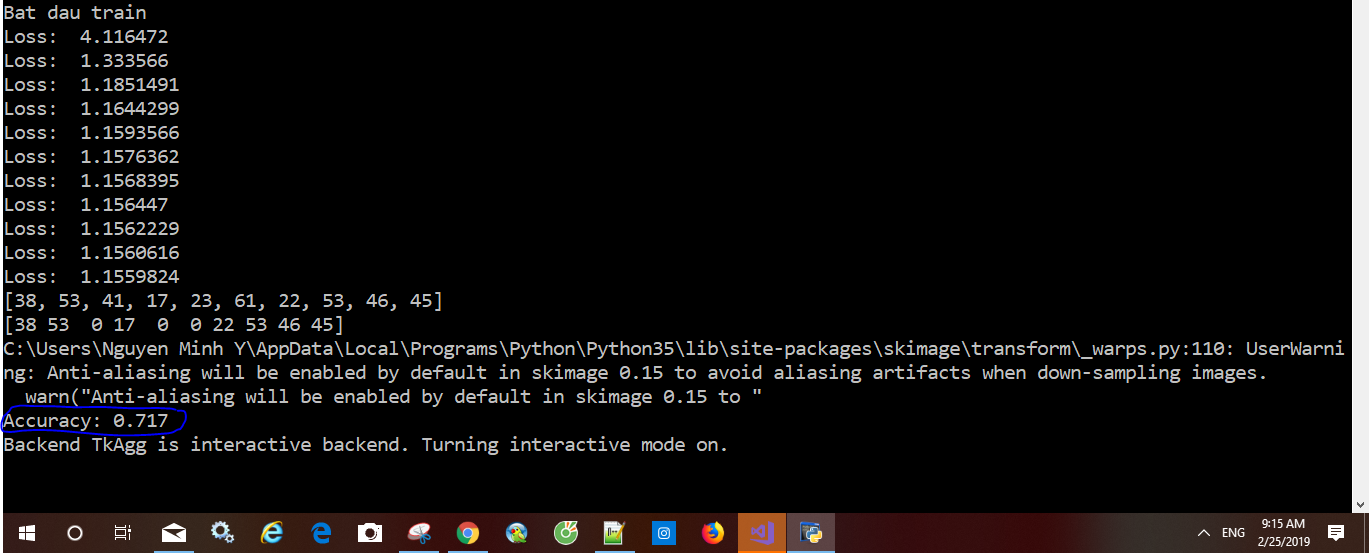 Bat dau train
Loss:  4.116472
Loss:  1.333566
Loss:  1.1851491
Loss:  1.1644299
Loss:  1.1593566
Loss:  1.1576362
Loss:  1.1568395
Loss:  1.156447
Loss:  1.1562229
Loss:  1.1560616
Loss:  1.1559824
[38, 53, 41, 17, 23, 61, 22, 53, 46, 45]
[38 53  0 17  0  0 22 53 46 45]
C:\Users\Nguyen Minh Y\AppData\Local\Programs\Python\Python35\lib\site-packages\skimage\transform\_warps.py:110: UserWarni
ng: Anti-aliasing will be enabled by default in skimage 0.15 to avoid aliasing artifacts when down-sampling images.
  warn("Anti-aliasing will be enabled by default in skimage 0.15 to "
Accuracy: 0.717
Backend TkAgg is interactive backend. Turning interactive mode on.
ENG
9:15 AM
2/25/2019